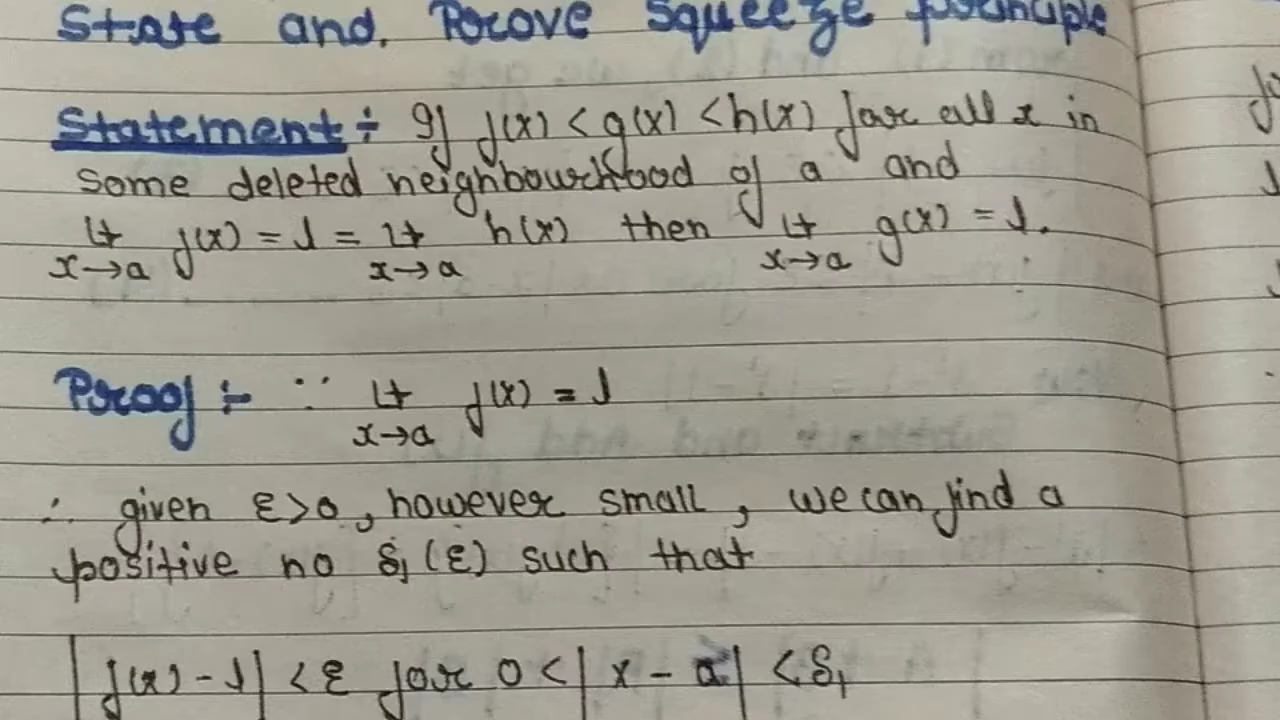 State and, Prove Squeeze principle
Statement ÷ If f(x) < g(x) < h(x) for all x in
some deleted neighbourhood of a and
lt f(x) = l = lt h(x) then lt g(x) = l.
x→a x→a x→a
Proof :- ∵ lt f(x) = l
x→a
∴ given ε>0, however small, we can find a
positive no δ₁ (ε) such that
|f(x) - l| < ε for 0 < | x - a| < δ₁